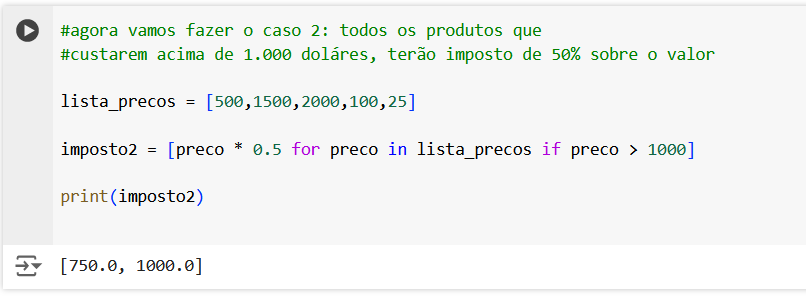 #agora vamos fazer o caso 2: todos os produtos que
#custarem acima de 1.000 doláres, terão imposto de 50% sobre o valor
lista_precos = [500,1500,2000,100,25]
imposto2 = [preco * 0.5 for preco in lista_precos if preco > 1000]
print(imposto2)
[750.0, 1000.0]